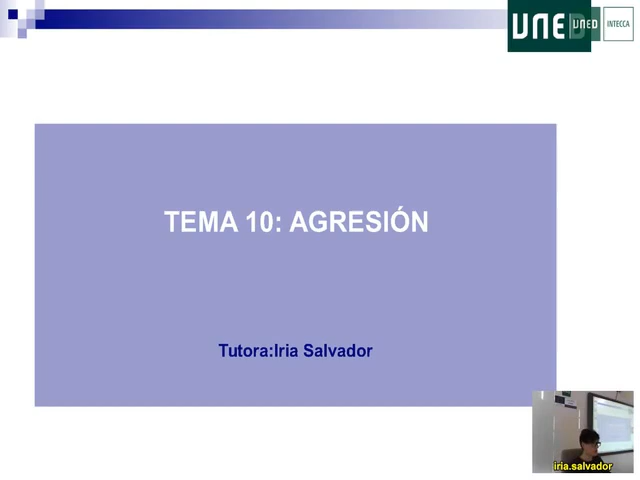 UNED
UNED
INTECCA
TEMA 10: AGRESIÓN
Tutora:Iria Salvador
iria.salvador